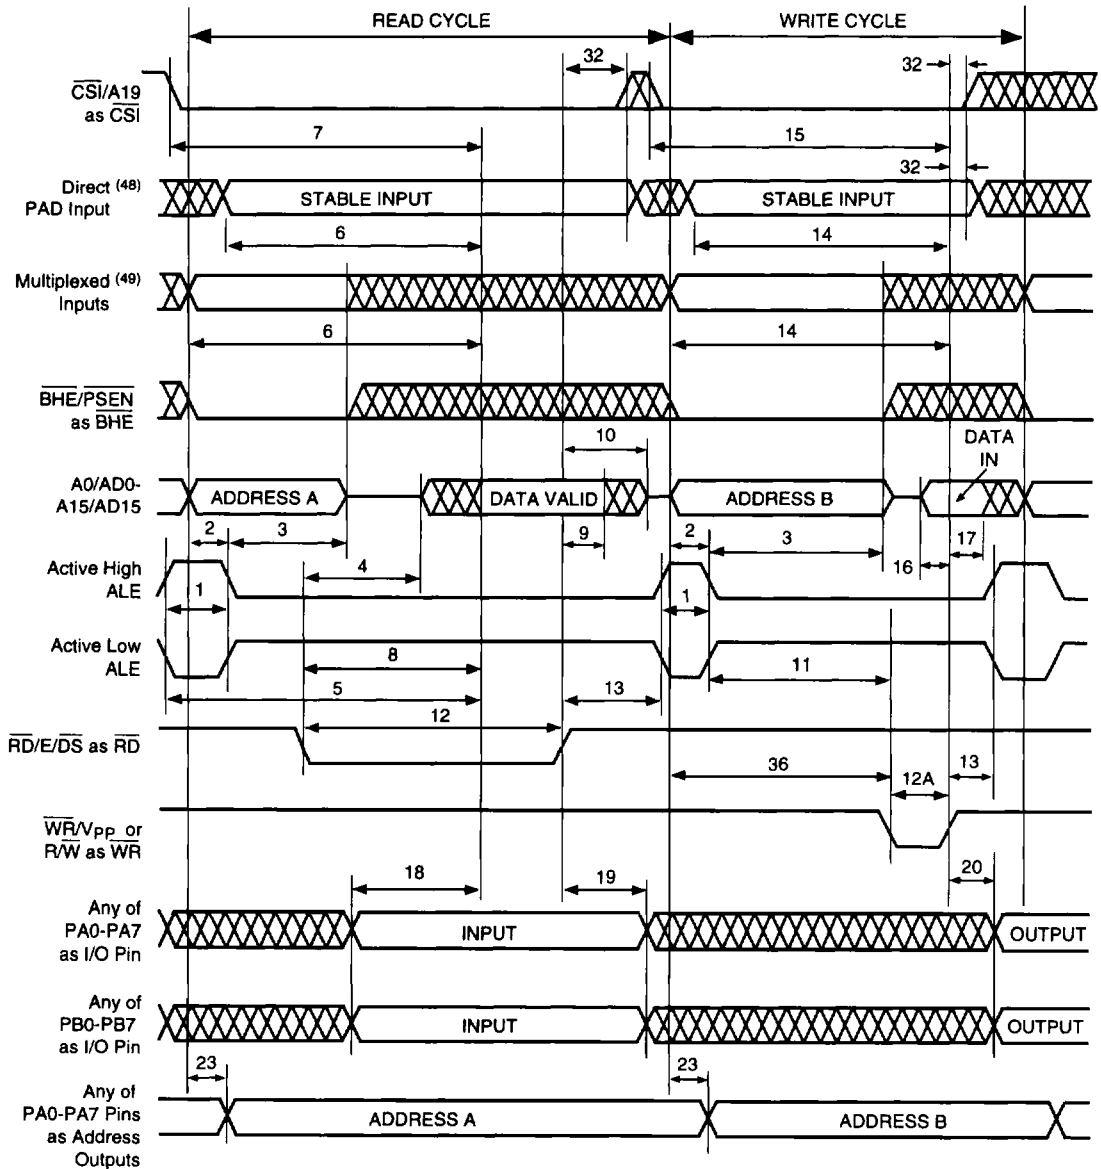 READ CYCLE
WRITE CYCLE
32
32
CSI/A19
as CSI
7
15
32
Direct (48)
PAD Input
STABLE INPUT
STABLE INPUT
6
14
Multiplexed (49)
Inputs
6
14
BHE/PSEN
as BHE
10
DATA
IN
A0/AD0-
A15/AD15
ADDRESS A
DATA VALID
ADDRESS B
2
3
9
2
3
17
4
16
Active High
ALE
1
1
Active Low
ALE
8
11
5
13
12
RD/E/DS as RD
36
12A
13
WR/VPP or
R/W as WR
18
19
20
Any of
PA0-PA7
as I/O Pin
INPUT
OUTPUT
Any of
PB0-PB7
as I/O Pin
INPUT
OUTPUT
23
23
Any of
PA0-PA7 Pins
as Address
Outputs
ADDRESS A
ADDRESS B